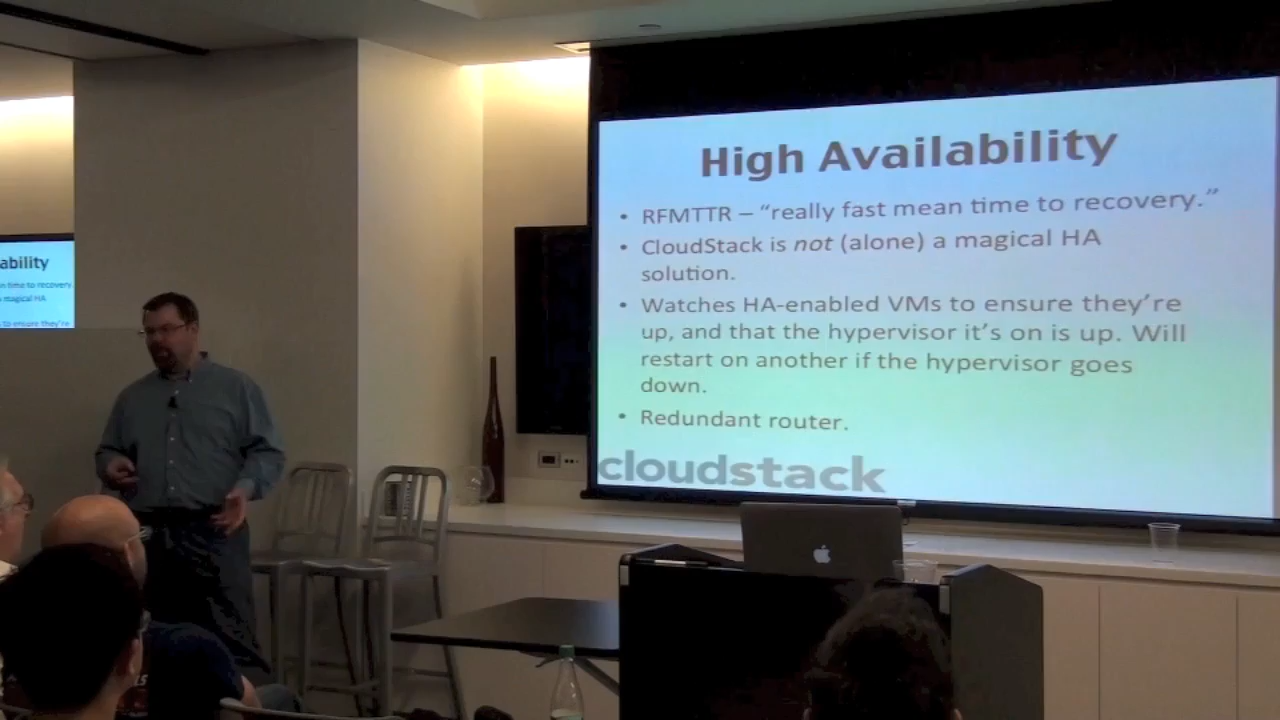 High Availability
• RFMTTR – “really fast mean time to recovery.”
• CloudStack is not (alone) a magical HA
solution.
• Watches HA-enabled VMs to ensure they’re
up, and that the hypervisor it’s on is up. Will
restart on another if the hypervisor goes
down.
• Redundant router.
cloudstack
ability
n time to recovery.
magical HA
s to ensure they’re